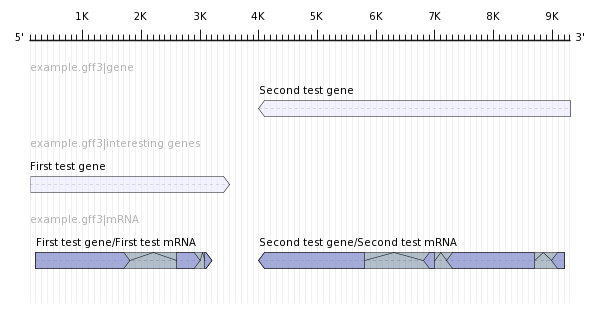 1K 2K 3K 4K 5K 6K 7K 8K 9K
5' 3'
example.gff3|gene
Second test gene
example.gff3|interesting genes
First test gene
example.gff3|mRNA
First test gene/First test mRNA Second test gene/Second test mRNA